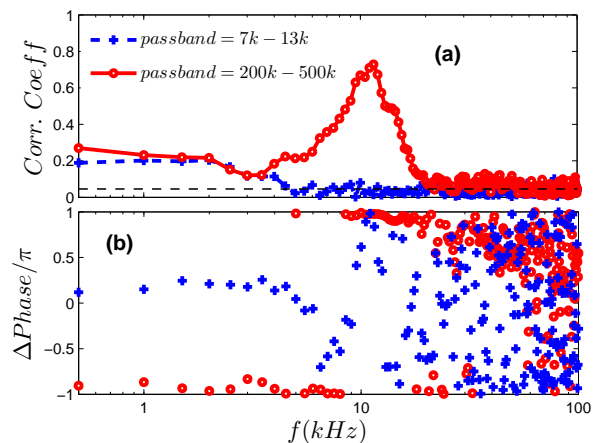 1
0.8
0.6
0.4
0.2
0
Corr. Coeff
passband = 7k − 13k
passband = 200k − 500k
(a)
1
0.5
0
−0.5
−1
ΔPhase/π
(b)
1 10 100
f(kHz)